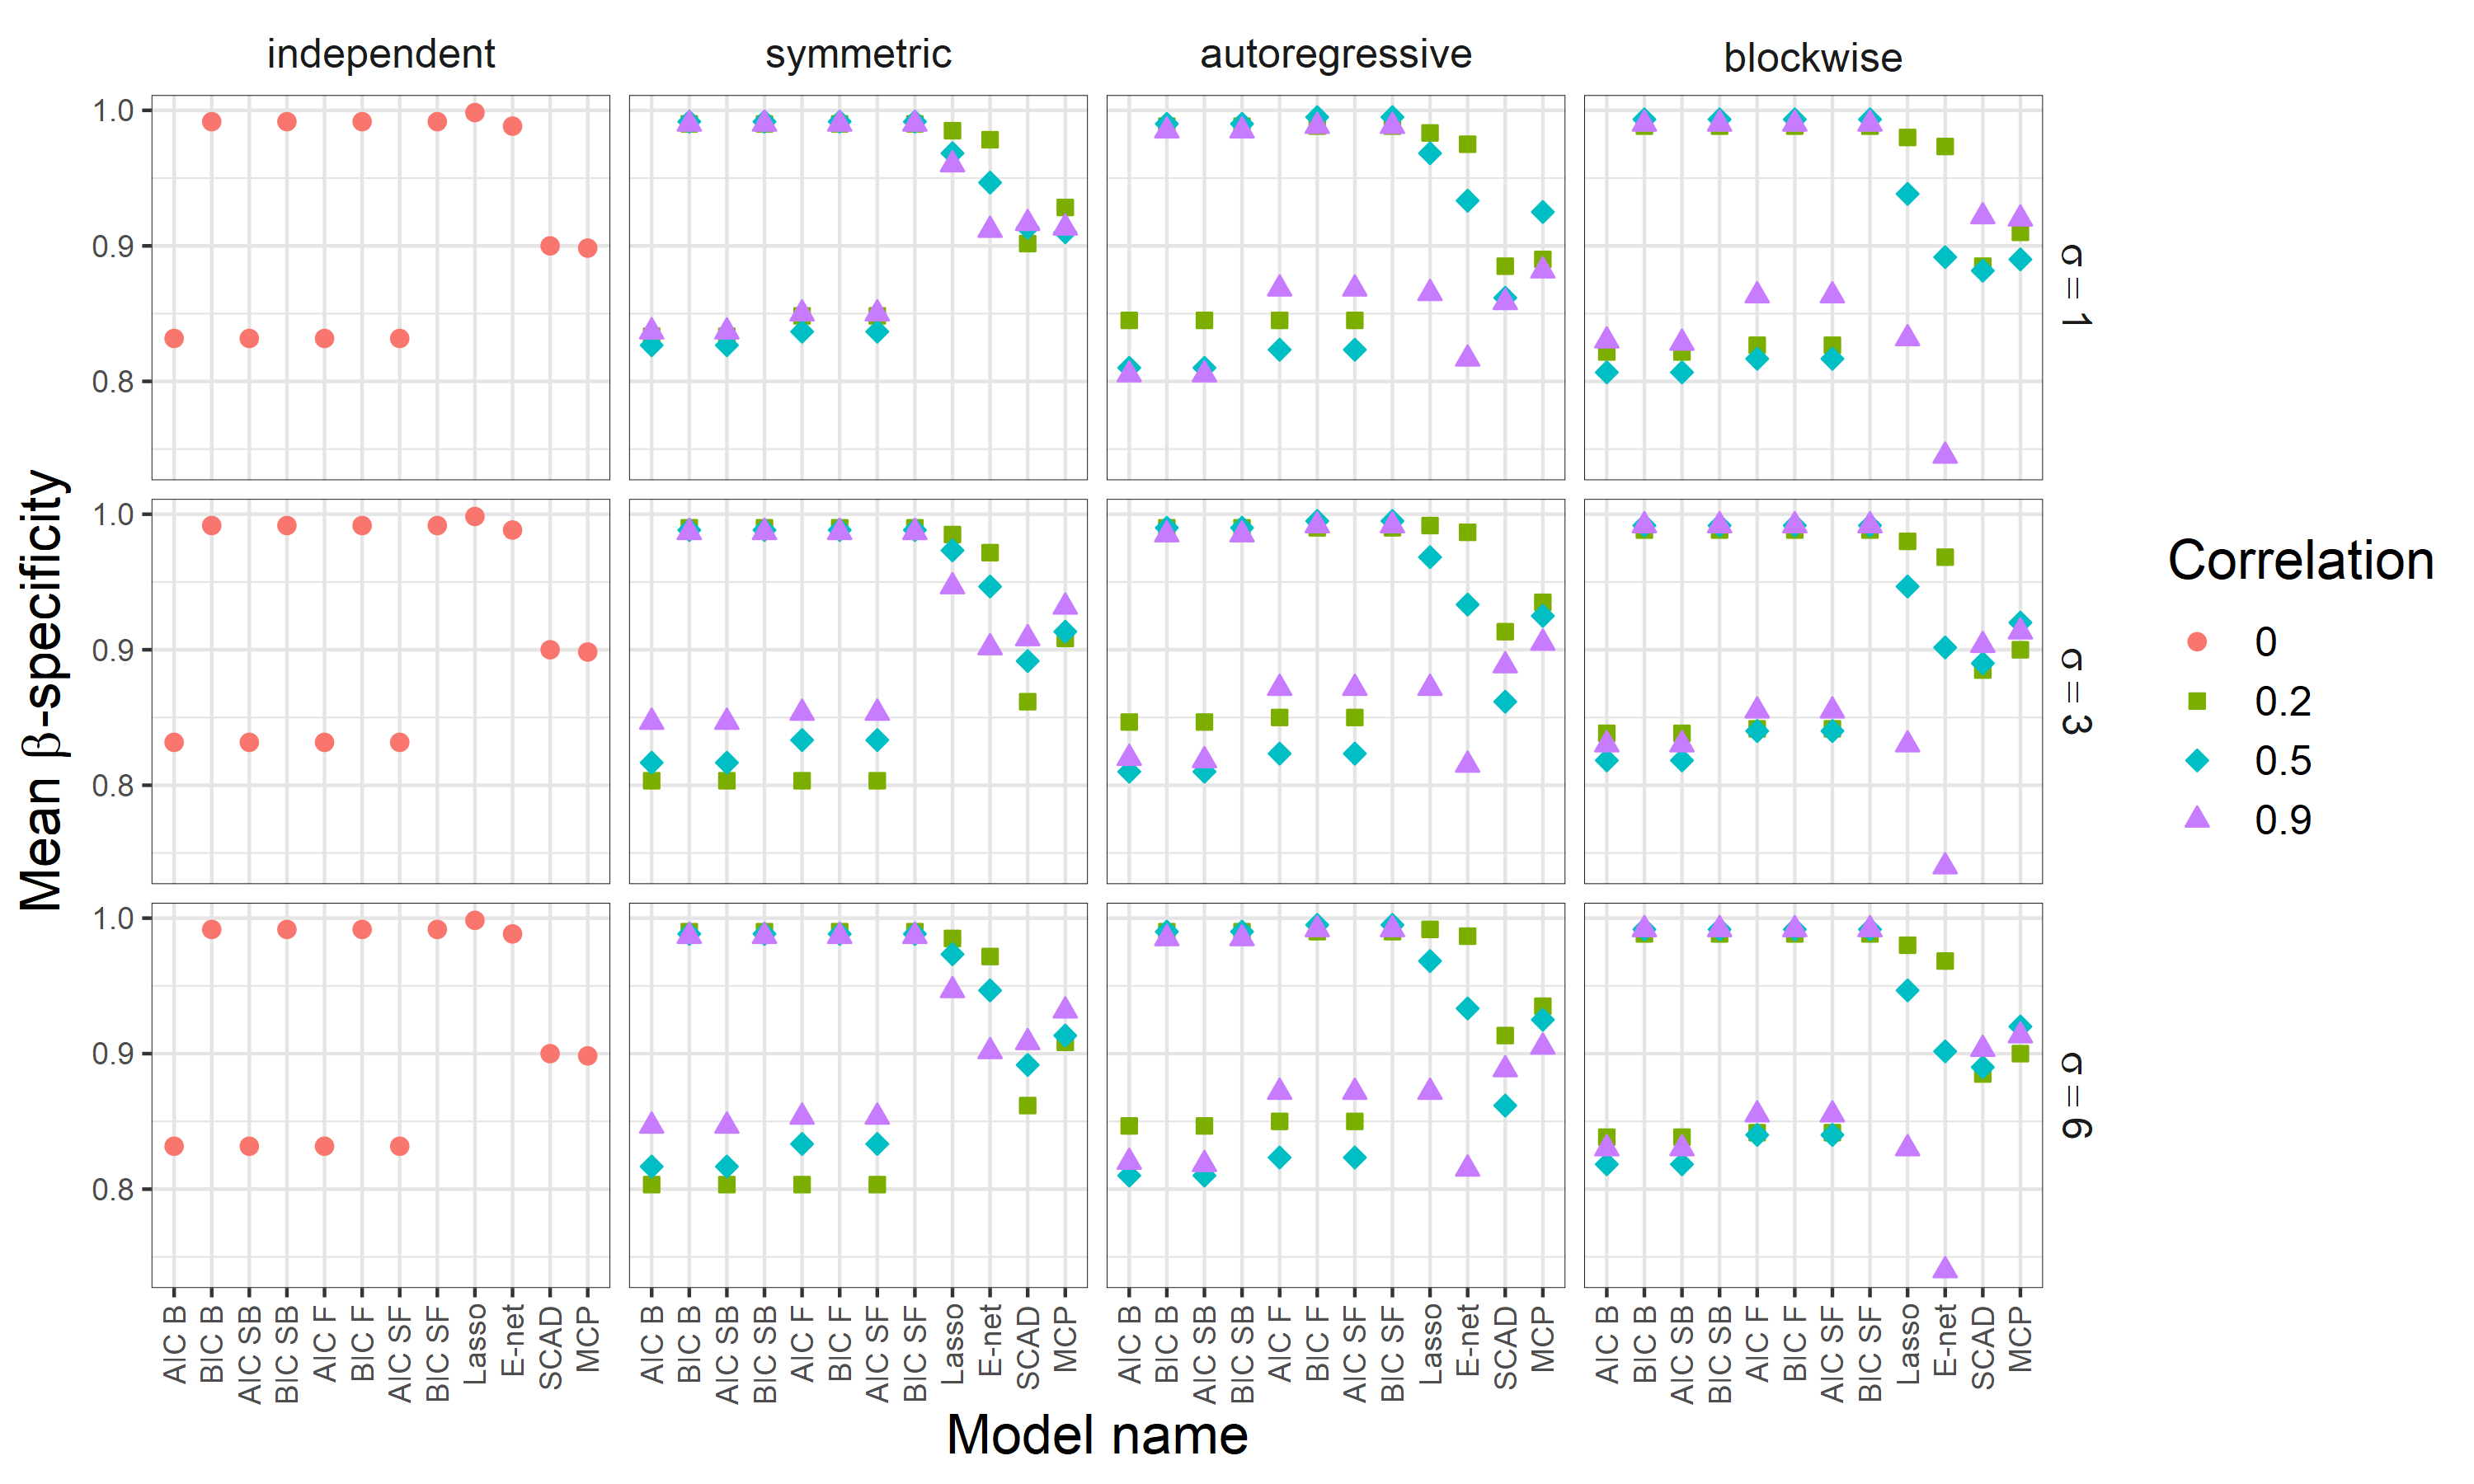 independent symmetric autoregressive blockwise
1.0
0.9
0.8
σ = 1
1.0
0.9
0.8
σ = 3
1.0
0.9
0.8
σ = 6
Mean β-specificity
AIC B BIC B AIC SB BIC SB AIC F BIC F AIC SF BIC SF Lasso E-net SCAD MCP
AIC B BIC B AIC SB BIC SB AIC F BIC F AIC SF BIC SF Lasso E-net SCAD MCP
AIC B BIC B AIC SB BIC SB AIC F BIC F AIC SF BIC SF Lasso E-net SCAD MCP
AIC B BIC B AIC SB BIC SB AIC F BIC F AIC SF BIC SF Lasso E-net SCAD MCP
Model name
Correlation
0
0.2
0.5
0.9